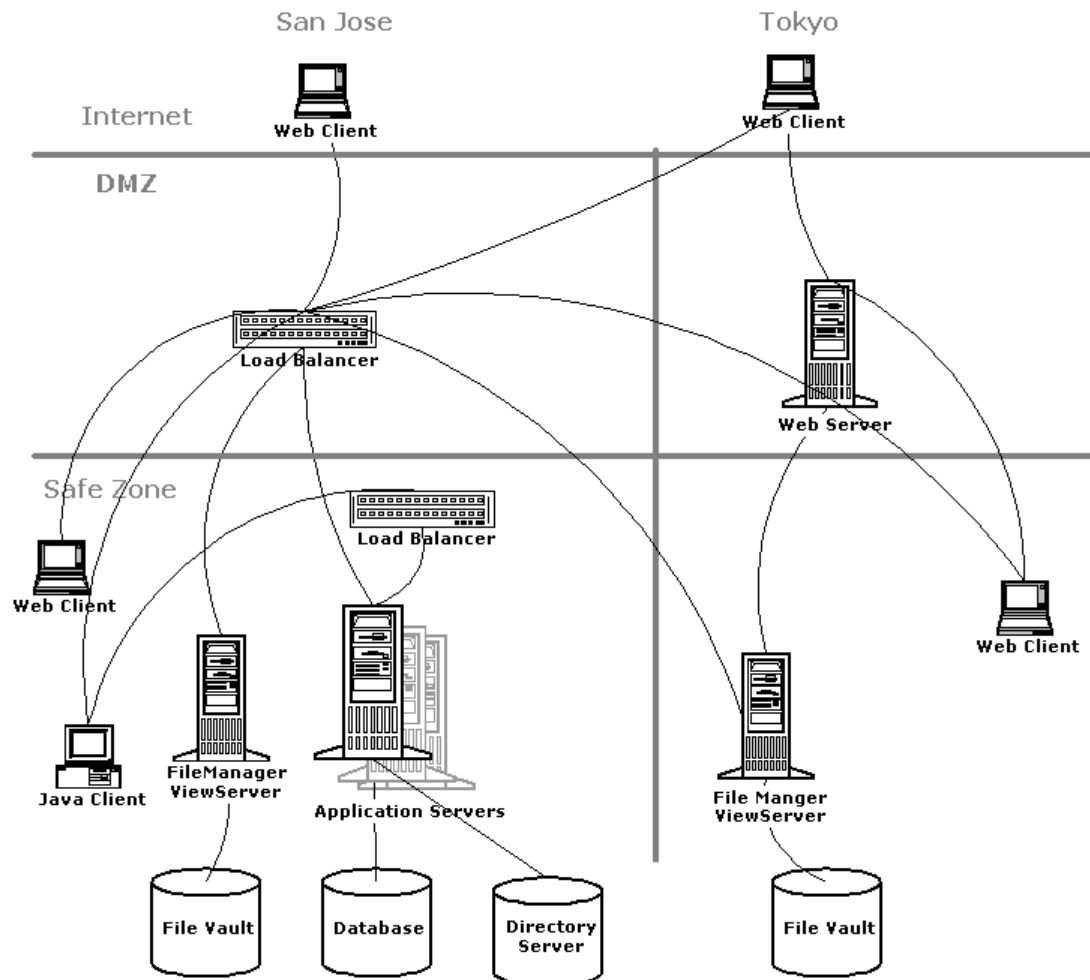 San Jose
Tokyo
Internet
Web Client
Web Client
DMZ
Load Balancer
Web Server
Safe Zone
Load Balancer
Web Client
Web Client
Java Client
FileManager
ViewServer
Application Servers
File Manger
ViewServer
File Vault
Database
Directory
Server
File Vault